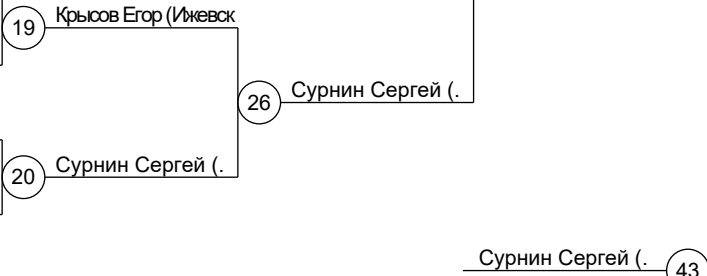 19 Крысов Егор (Ижевск
26 Сурнин Сергей (.
20 Сурнин Сергей (.
Сурнин Сергей (. 43